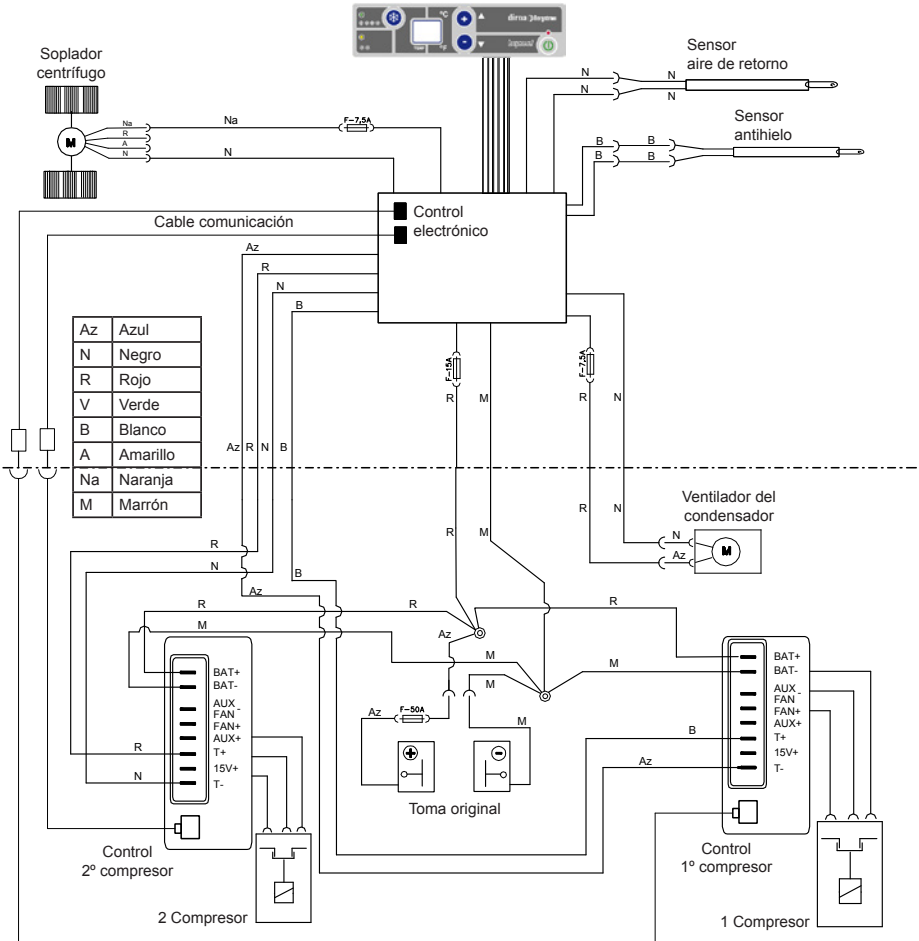 °C
dirna Bergstrom
°F
Soplador
centrífugo
Sensor
aire de retorno
Sensor
antihielo
Na
R
A
N
M
Na
F-7,5A
N
N
N
N
N
B
B
B
B
Control
electrónico
Cable comunicación
Az
R
N
B
Az Azul
N Negro
R Rojo
V Verde
B Blanco
A Amarillo
Na Naranja
M Marrón
F-15A
F-7,5A
R
M
R
N
Az
R
N
B
R
M
R
N
Ventilador del
condensador
N
Az
M
R
N
B
Az
R
R
R
M
Az
M
M
M
BAT+
BAT-
AUX -
FAN
FAN+
AUX+
T+
15V+
T-
R
N
Az
F-50A
M
Toma original
B
Az
BAT+
BAT-
AUX -
FAN
FAN+
AUX+
T+
15V+
T-
Control
2º compresor
2 Compresor
Control
1º compresor
1 Compresor